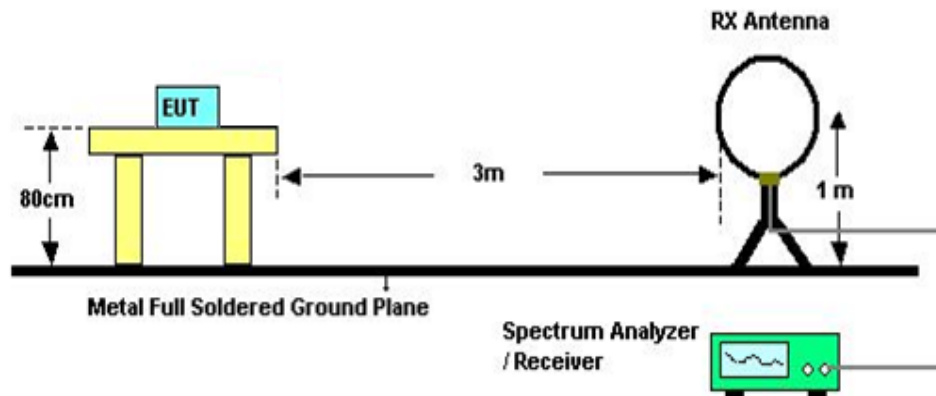 RX Antenna
EUT
3m
80cm
1 m
Metal Full Soldered Ground Plane
Spectrum Analyzer
/ Receiver